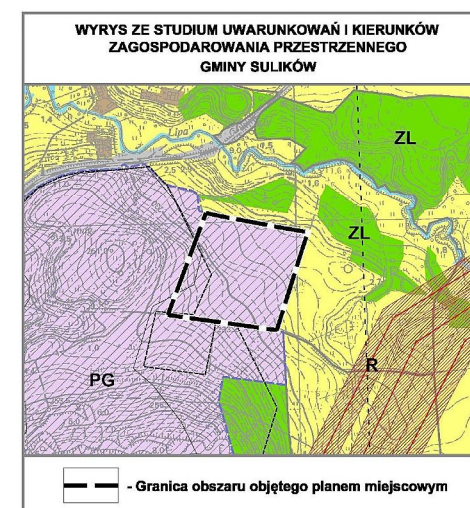 WYRYS ZE STUDIUM UWARUNKOWAŃ I KIERUNKÓW
ZAGOSPODAROWANIA PRZESTRZENNEGO
GMINY SULIKÓW
Lipa
ZL
ZL
R
PG
- Granica obszaru objętego planem miejscowym